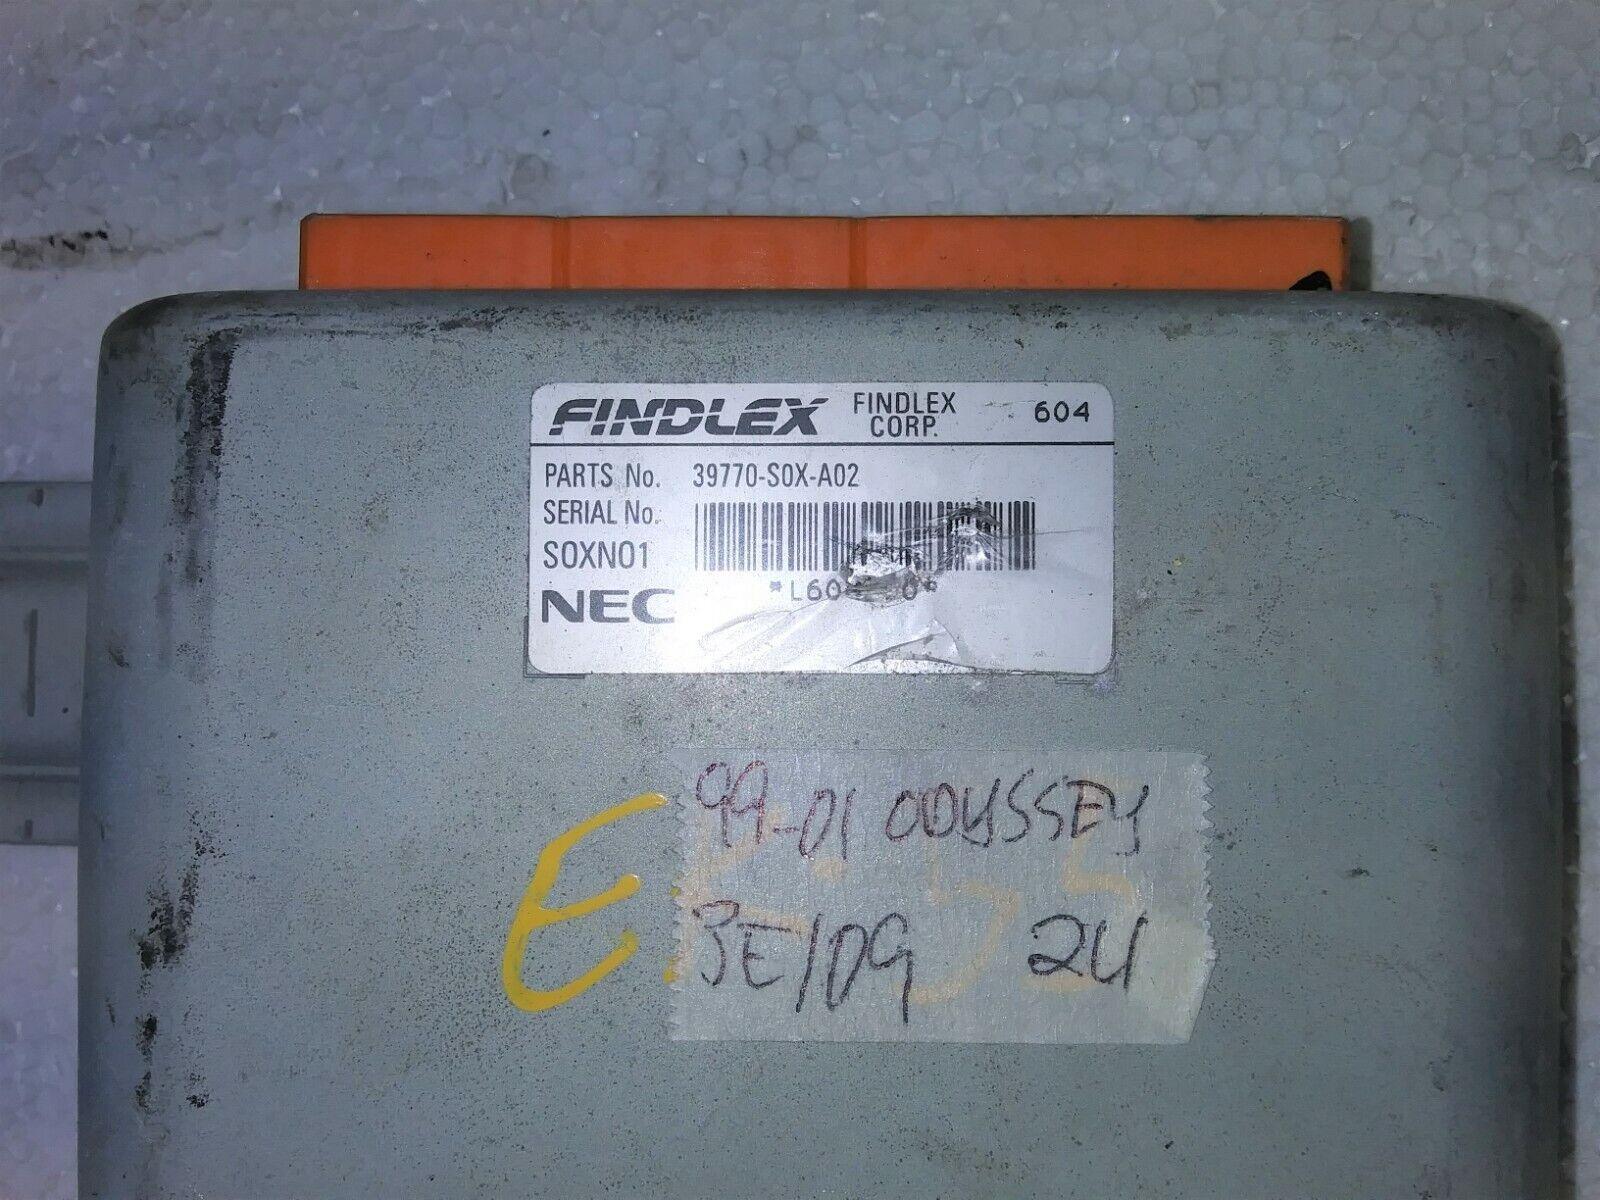 FINDLEX FINDLEX CORP. 604
PARTS No. 39770-S0X-A02
SERIAL No.
S0XN01
NEC
99-01 ODYSSEY
3E109 24
E